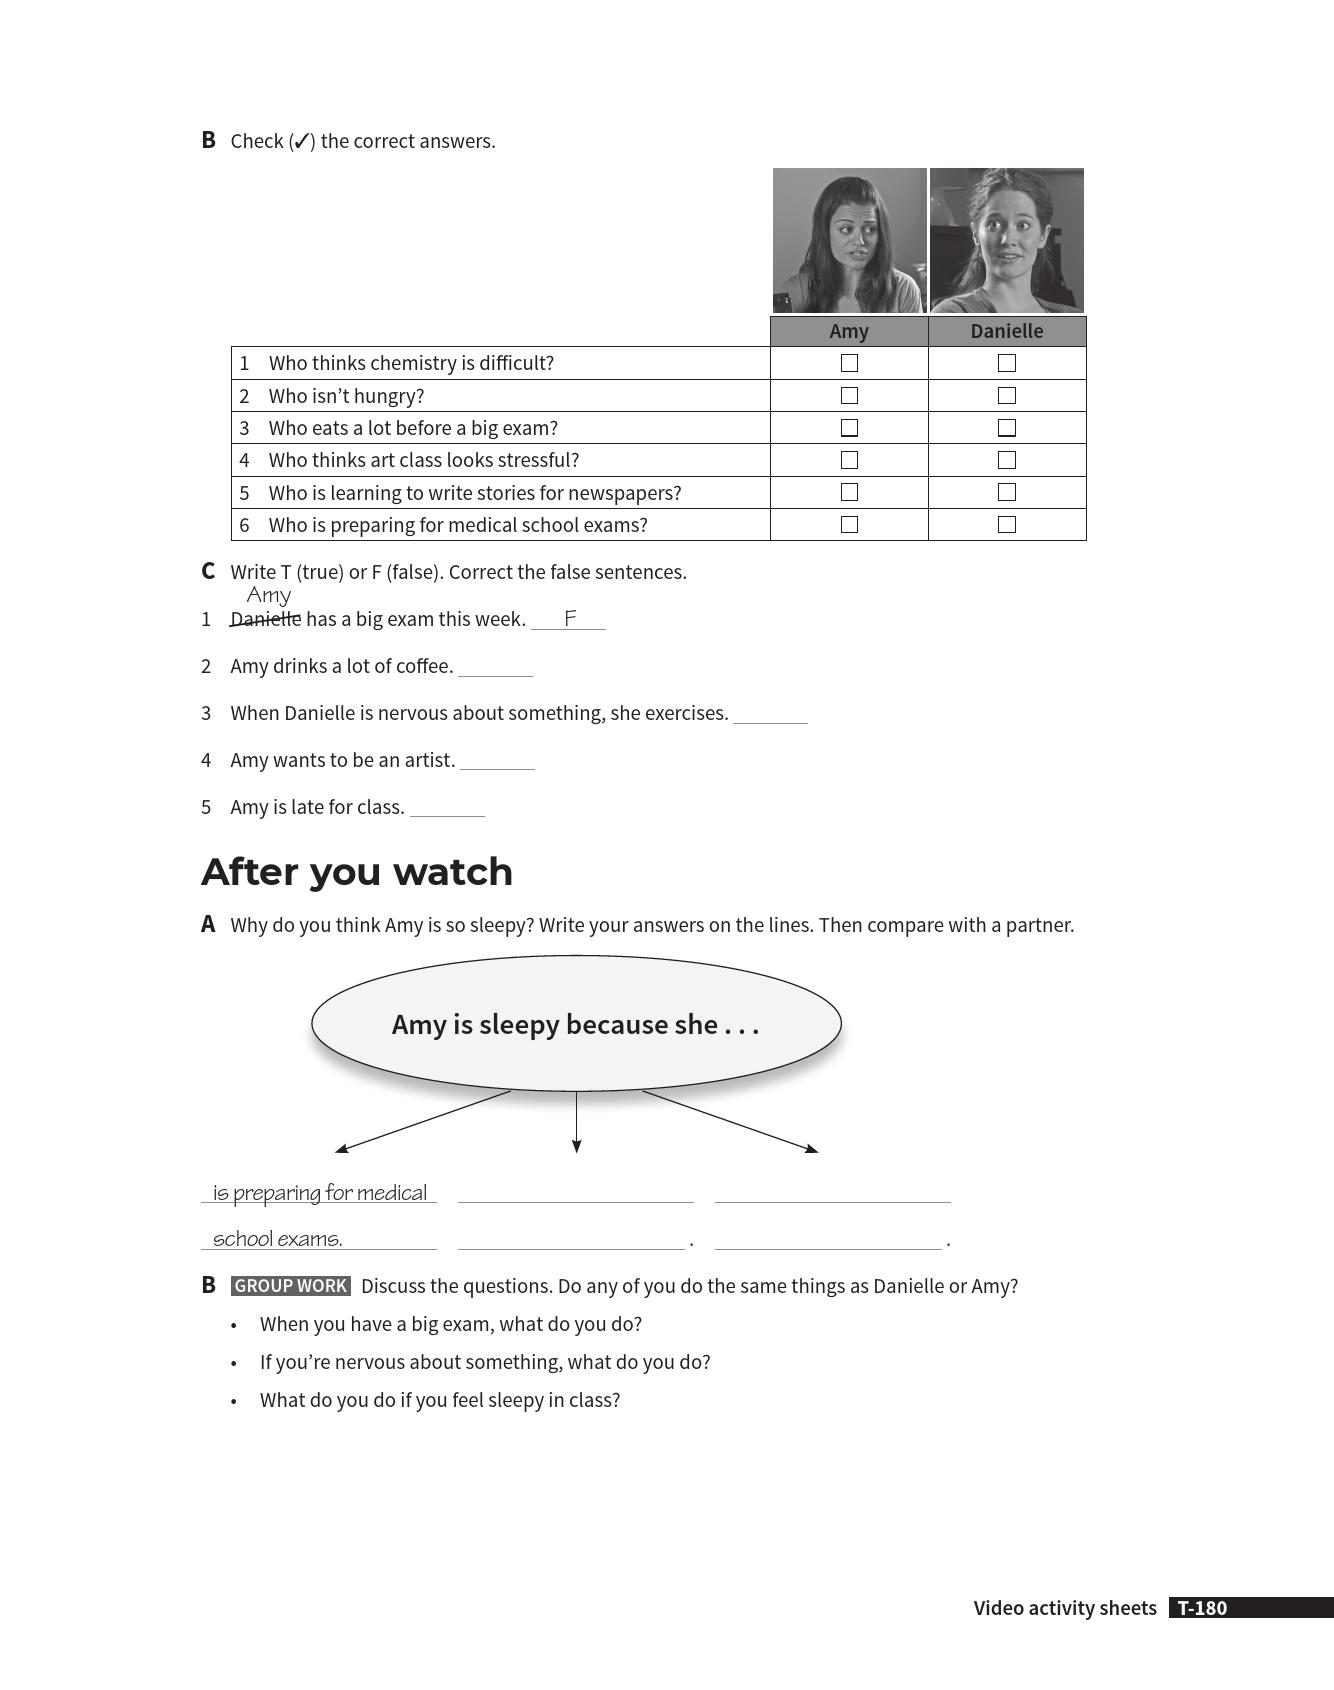 B Check (✓) the correct answers.
Amy Danielle
1 Who thinks chemistry is difficult?
2 Who isn’t hungry?
3 Who eats a lot before a big exam?
4 Who thinks art class looks stressful?
5 Who is learning to write stories for newspapers?
6 Who is preparing for medical school exams?
C Write T (true) or F (false). Correct the false sentences.
Amy
1 Danielle has a big exam this week. F
2 Amy drinks a lot of coffee.
3 When Danielle is nervous about something, she exercises.
4 Amy wants to be an artist.
5 Amy is late for class.
After you watch
A Why do you think Amy is so sleepy? Write your answers on the lines. Then compare with a partner.
Amy is sleepy because she . . .
is preparing for medical
school exams. . .
B GROUP WORK Discuss the questions. Do any of you do the same things as Danielle or Amy?
• When you have a big exam, what do you do?
• If you’re nervous about something, what do you do?
• What do you do if you feel sleepy in class?
Video activity sheets T-180